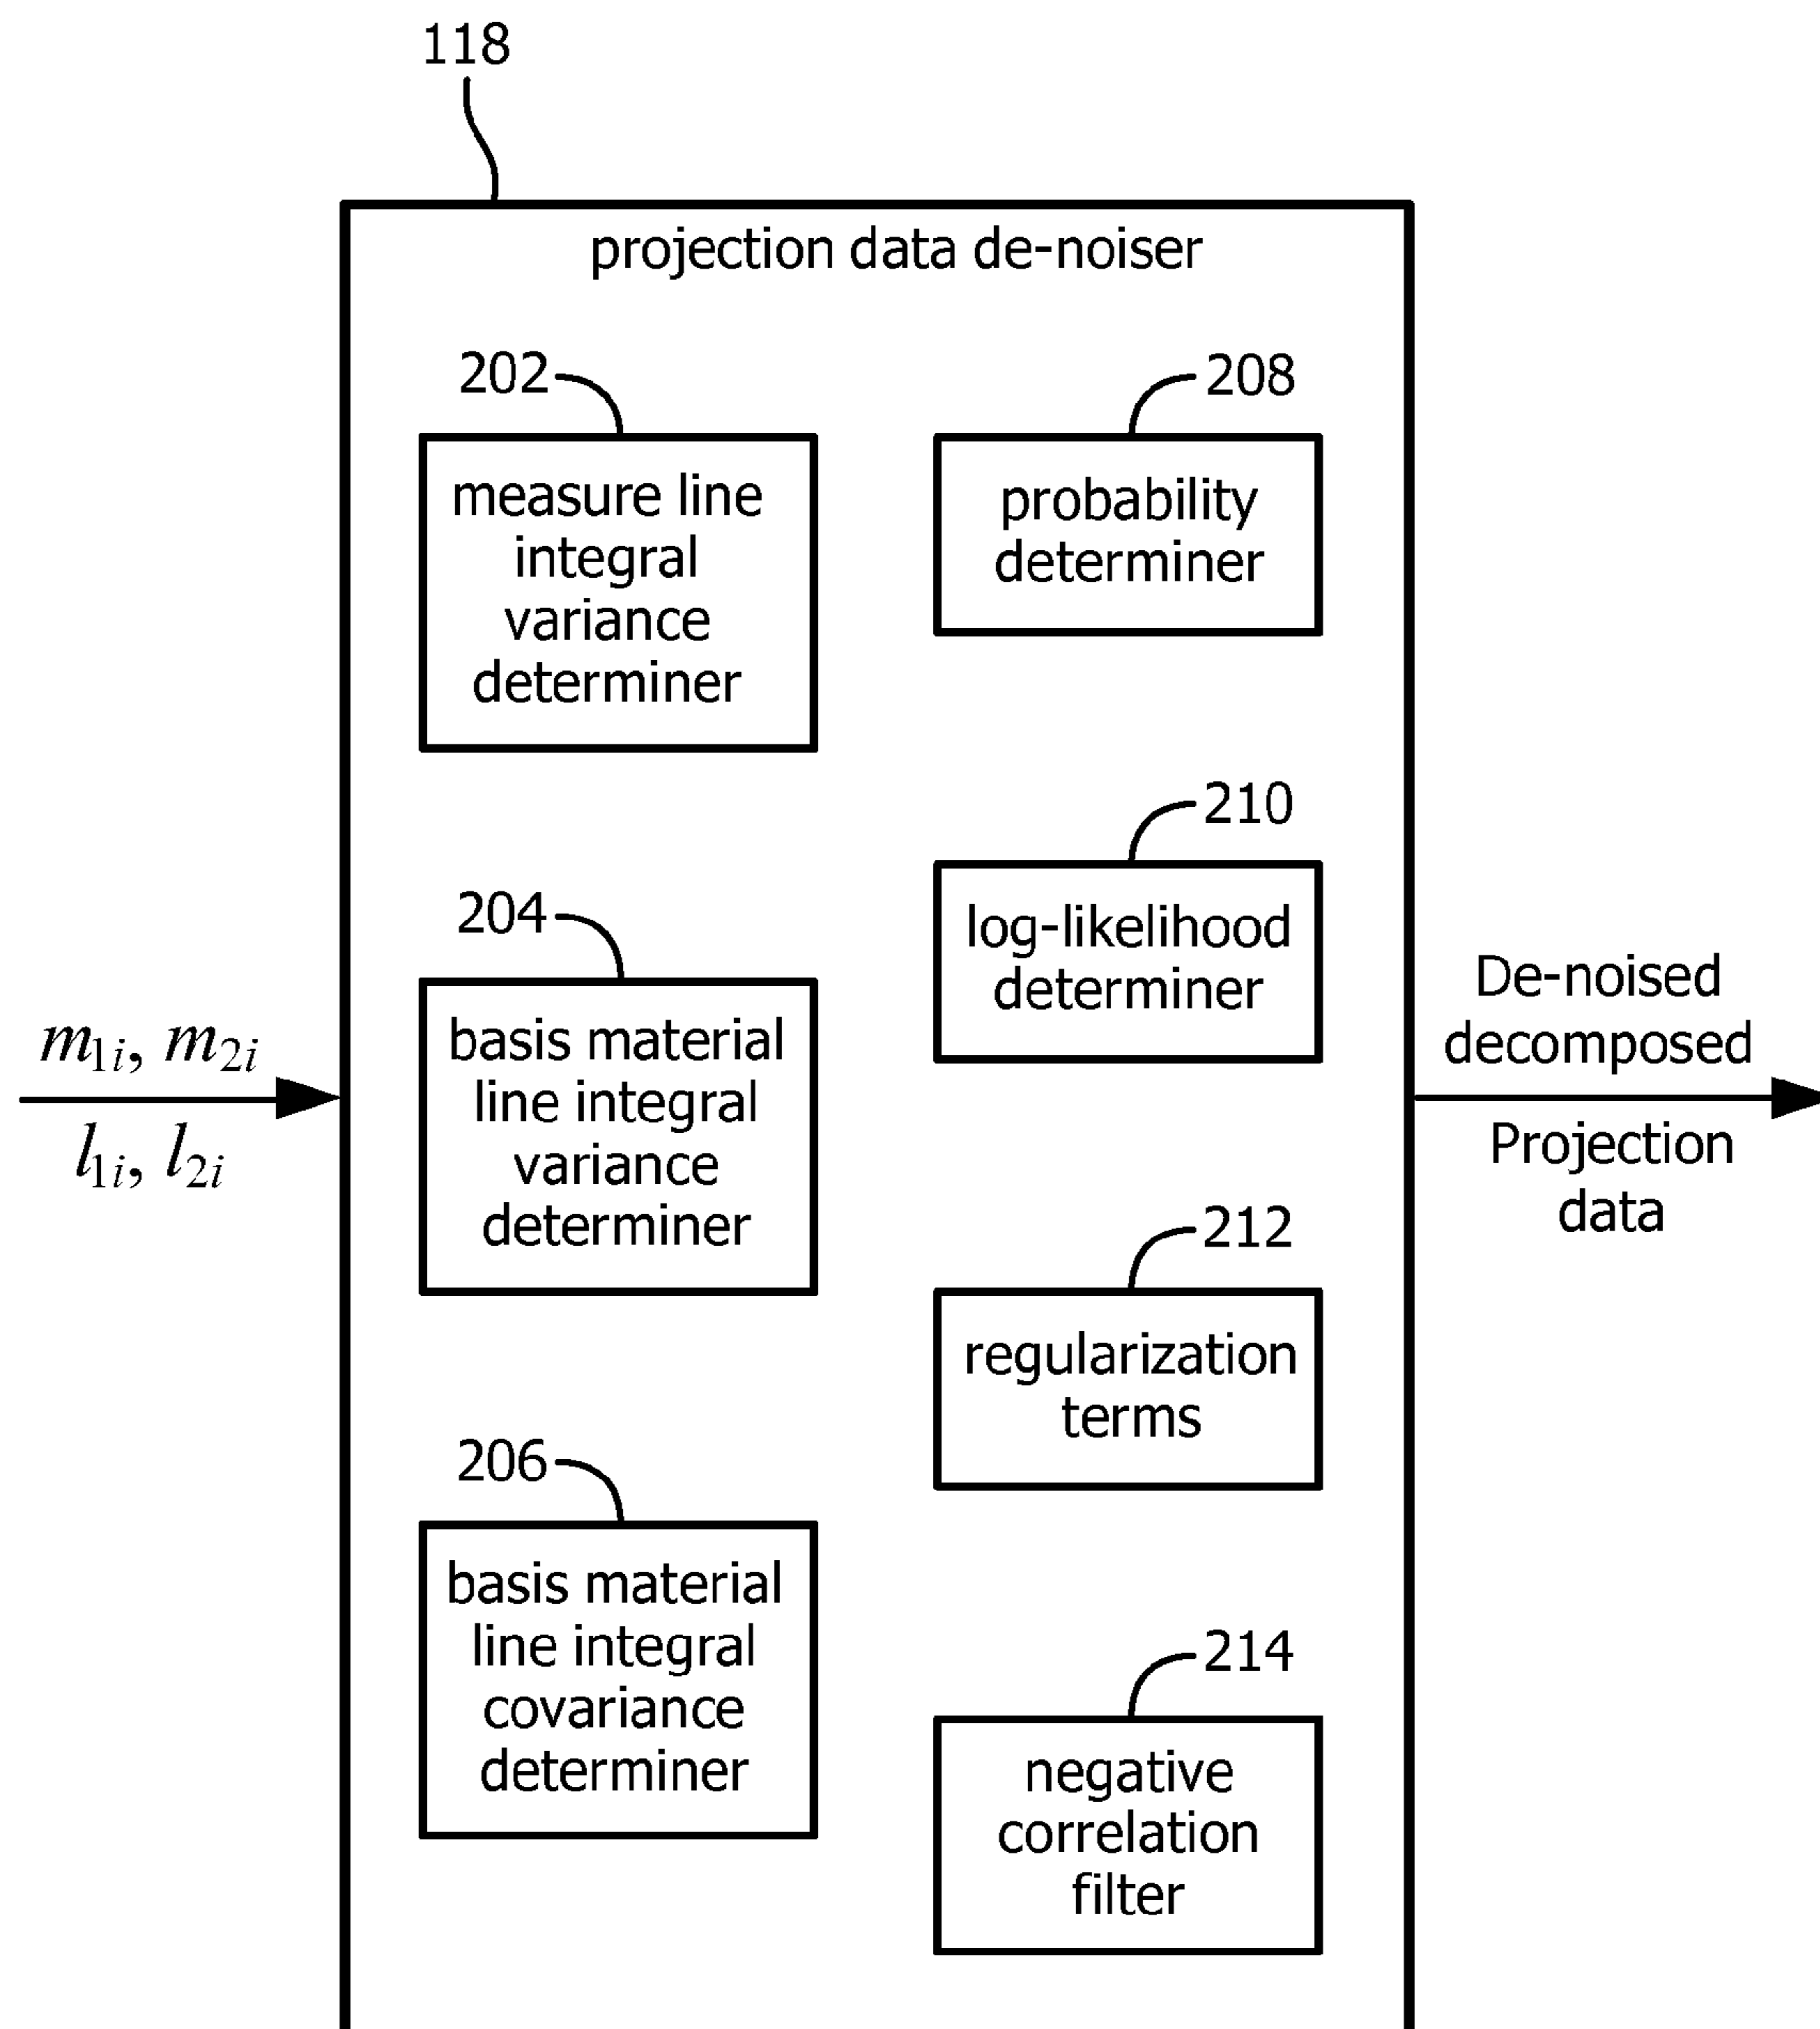 118
projection data de-noiser
202
measure line
integral
variance
determiner
204
basis material
line integral
variance
determiner
206
basis material
line integral
covariance
determiner
208
probability
determiner
210
log-likelihood
determiner
212
regularization
terms
214
negative
correlation
filter
m1i, m2i
l1i, l2i
De-noised
decomposed
Projection
data